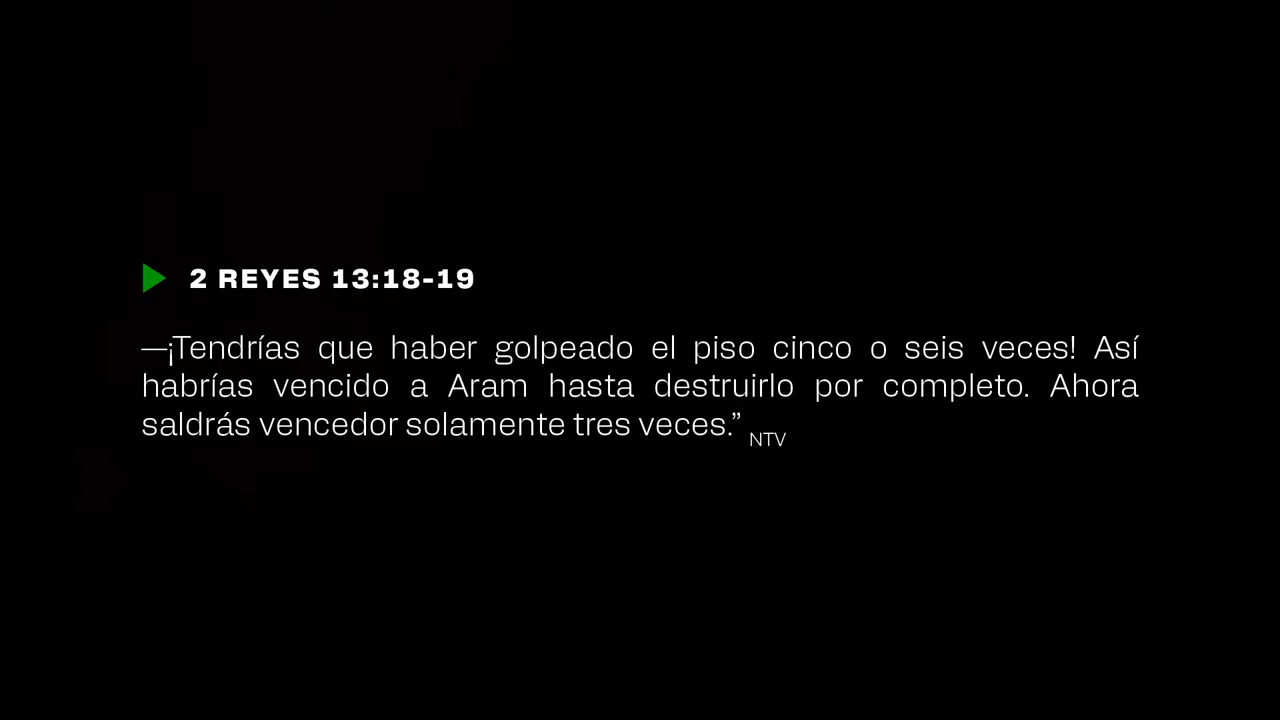 2 REYES 13:18-19
—¡Tendrías que haber golpeado el piso cinco o seis veces! Así
habrías vencido a Aram hasta destruirlo por completo. Ahora
saldrás vencedor solamente tres veces.” NTV